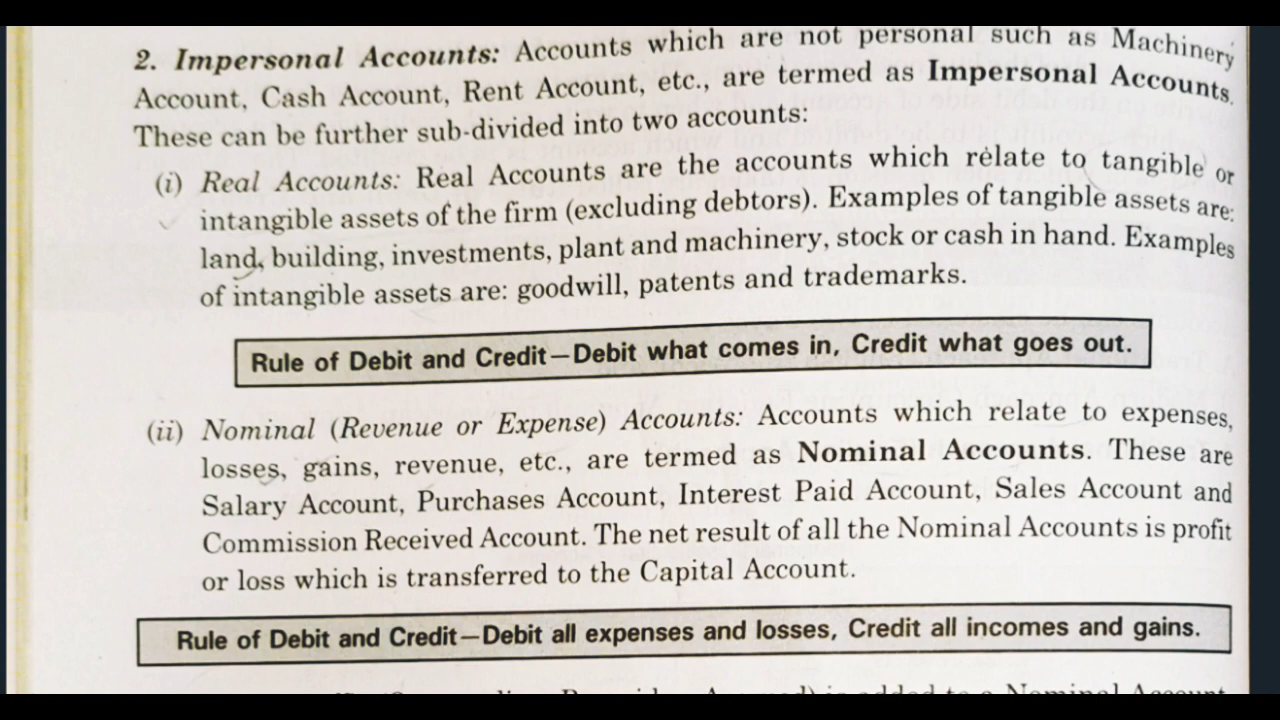 2. Impersonal Accounts: Accounts which are not personal such as Machinery
Account, Cash Account, Rent Account, etc., are termed as Impersonal Accounts.
These can be further sub-divided into two accounts:
(i) Real Accounts: Real Accounts are the accounts which relate to tangible or
intangible assets of the firm (excluding debtors). Examples of tangible assets are:
land, building, investments, plant and machinery, stock or cash in hand. Examples
of intangible assets are: goodwill, patents and trademarks.
Rule of Debit and Credit—Debit what comes in, Credit what goes out.
(ii) Nominal (Revenue or Expense) Accounts: Accounts which relate to expenses,
losses, gains, revenue, etc., are termed as Nominal Accounts. These are
Salary Account, Purchases Account, Interest Paid Account, Sales Account and
Commission Received Account. The net result of all the Nominal Accounts is profit
or loss which is transferred to the Capital Account.
Rule of Debit and Credit—Debit all expenses and losses, Credit all incomes and gains.
is added to a Nominal Account